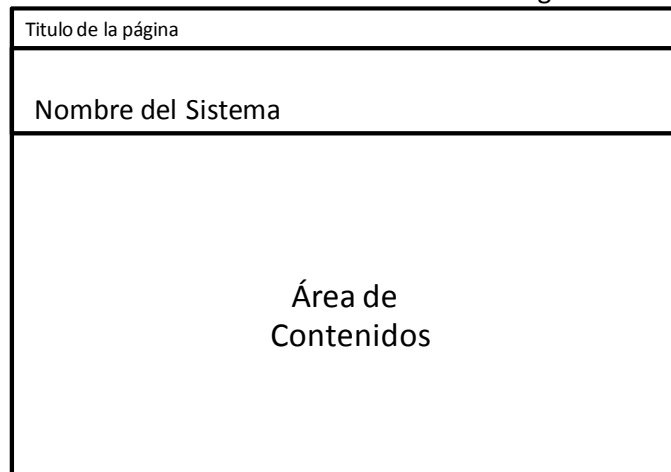 Titulo de la página
Nombre del Sistema
Área de
Contenidos